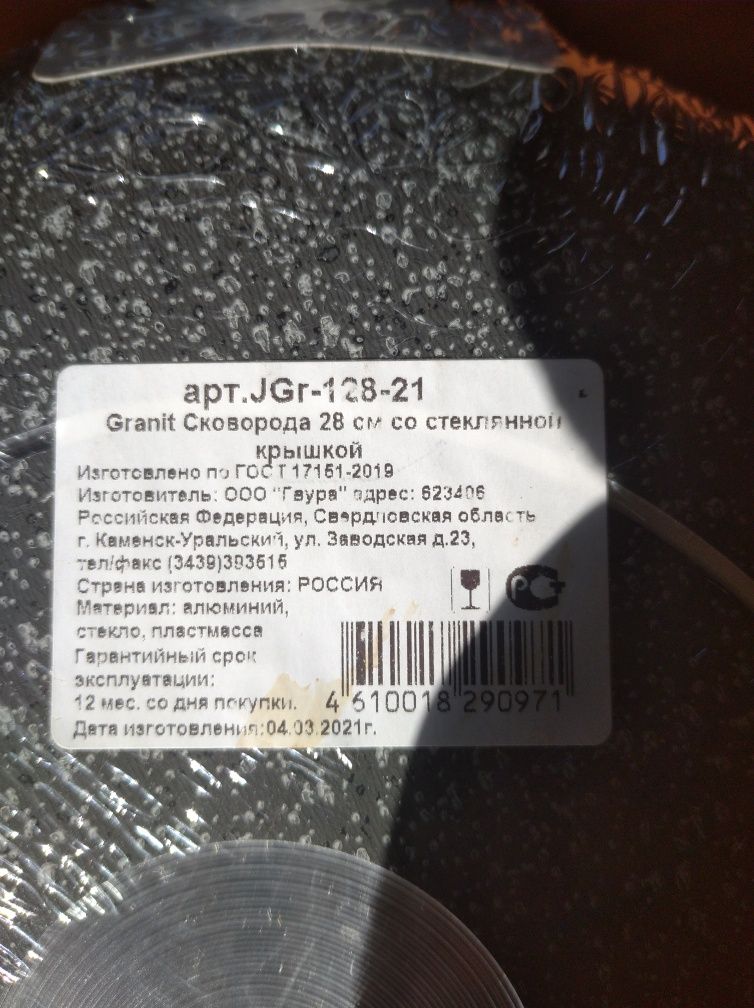 арт.JGr-128-21
Granit Сковорода 28 см со стеклянной
крышкой
Изготовлено по ГОСТ 17151-2019
Изготовитель: ООО "Гвура" адрес: 623406
Российская Федерация, Свердловская область
г. Каменск-Уральский, ул. Заводская д.23,
тел/факс (3439)393515
Страна изготовления: РОССИЯ
Материал: алюминий,
стекло, пластмасса
Гарантийный срок
эксплуатации:
12 мес. со дня покупки.
Дата изготовления:04.03.2021г.
РСТ
4 610018 290971